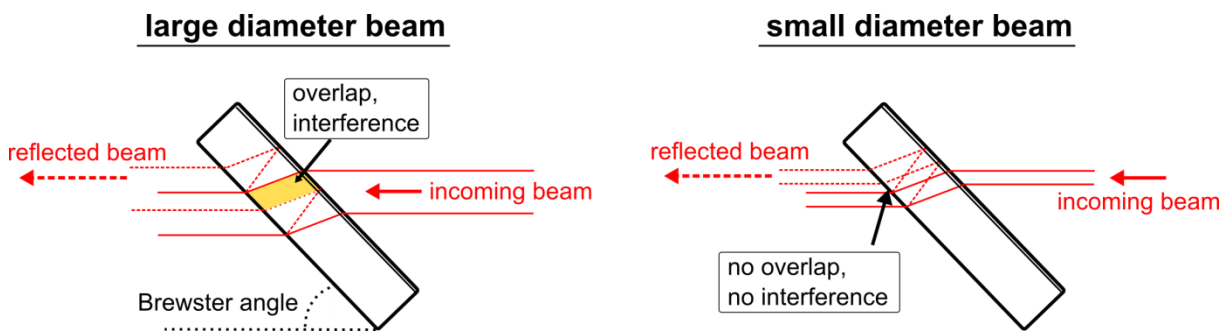 large diameter beam
overlap,
interference
reflected beam
incoming beam
Brewster angle
small diameter beam
reflected beam
incoming beam
no overlap,
no interference